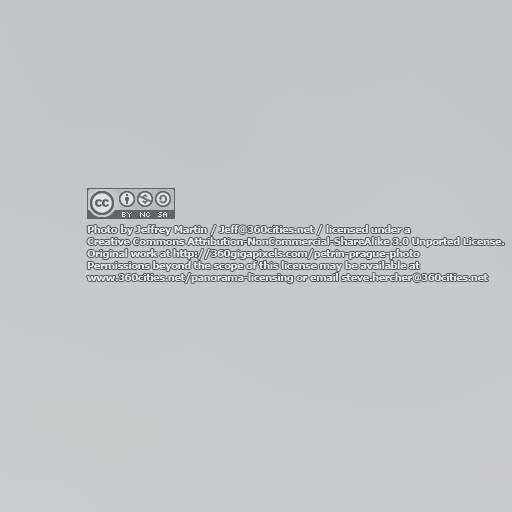 cc BY NC SA
Photo by Jeffrey Martin / Jeff@360cities.net / licensed under a
Creative Commons Attribution-NonCommercial-ShareAlike 3.0 Unported License.
Original work at http://360gigapixels.com/petrin-prague-photo
Permissions beyond the scope of this license may be available at
www.360cities.net/panorama-licensing or email steve.hercher@360cities.net